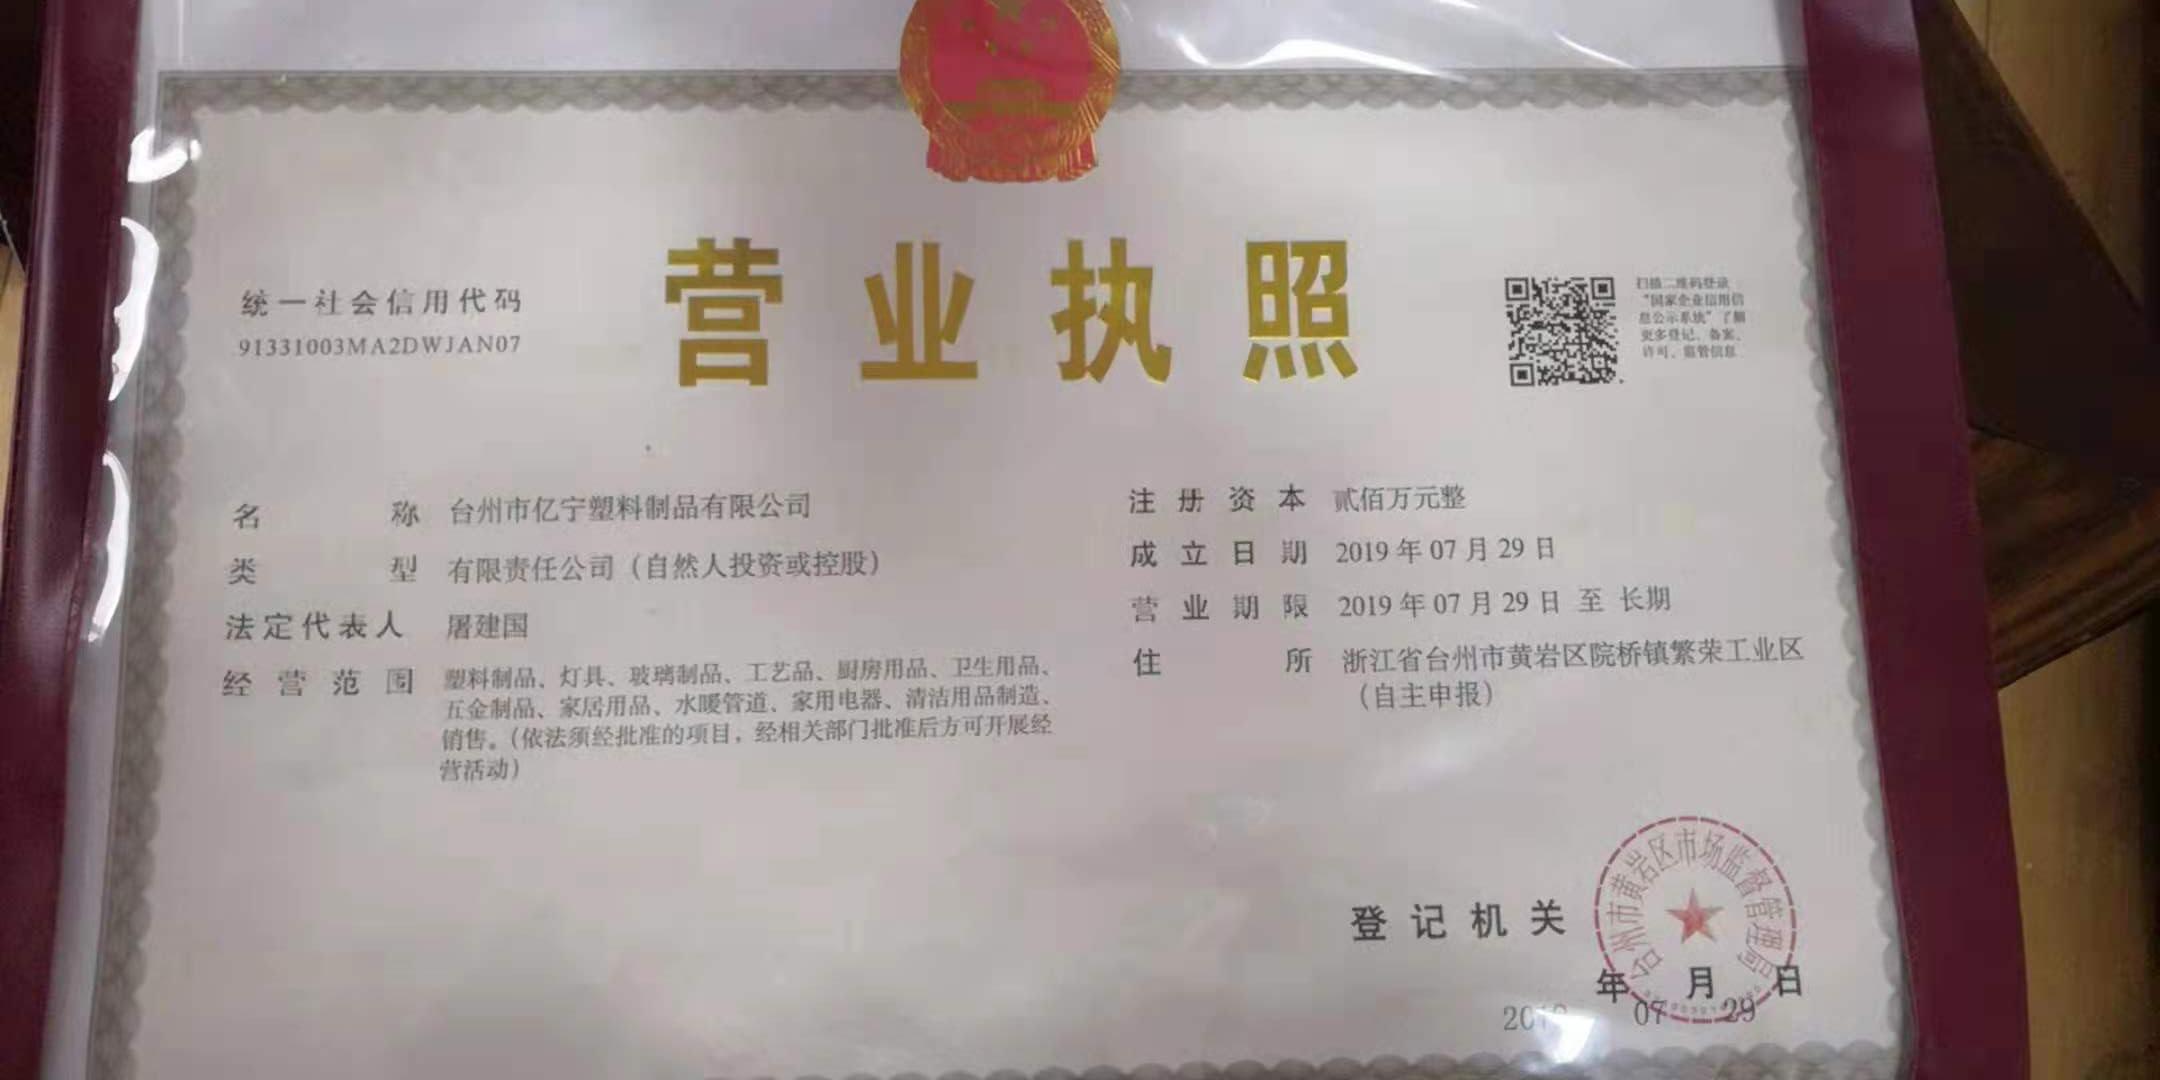 营业执照
统一社会信用代码
91331003MA2DWJAN07
扫描二维码登录
“国家企业信用信
息公示系统”了解
更多登记、备案、
许可、监管信息
名称 台州市亿宁塑料制品有限公司
类型 有限责任公司（自然人投资或控股）
法定代表人 屠建国
经营范围 塑料制品、灯具、玻璃制品、工艺品、厨房用品、卫生用品、
五金制品、家居用品、水暖管道、家用电器、清洁用品制造、
销售。（依法须经批准的项目，经相关部门批准后方可开展经
营活动）
注册资本 贰佰万元整
成立日期 2019年07月29日
营业期限 2019年07月29日 至 长期
住所 浙江省台州市黄岩区院桥镇繁荣工业区
（自主申报）
登记机关
台州市黄岩区市场监督管理局
年 月 日
2019 07 29